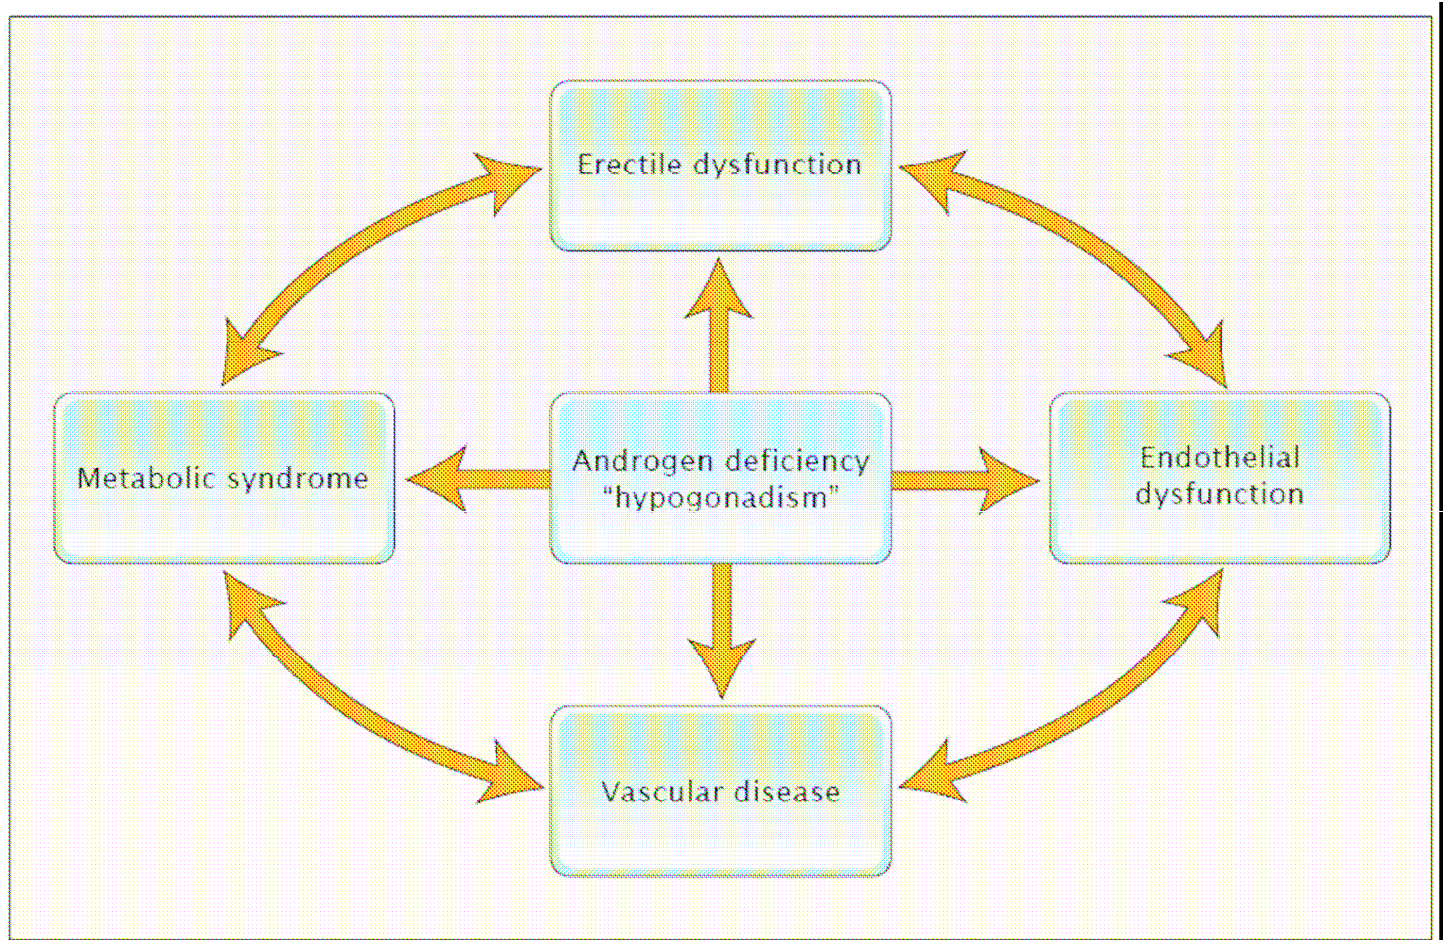 Erectile dysfunction
Metabolic syndrome
Androgen deficiency
“hypogonadism”
Endothelial
dysfunction
Vascular disease